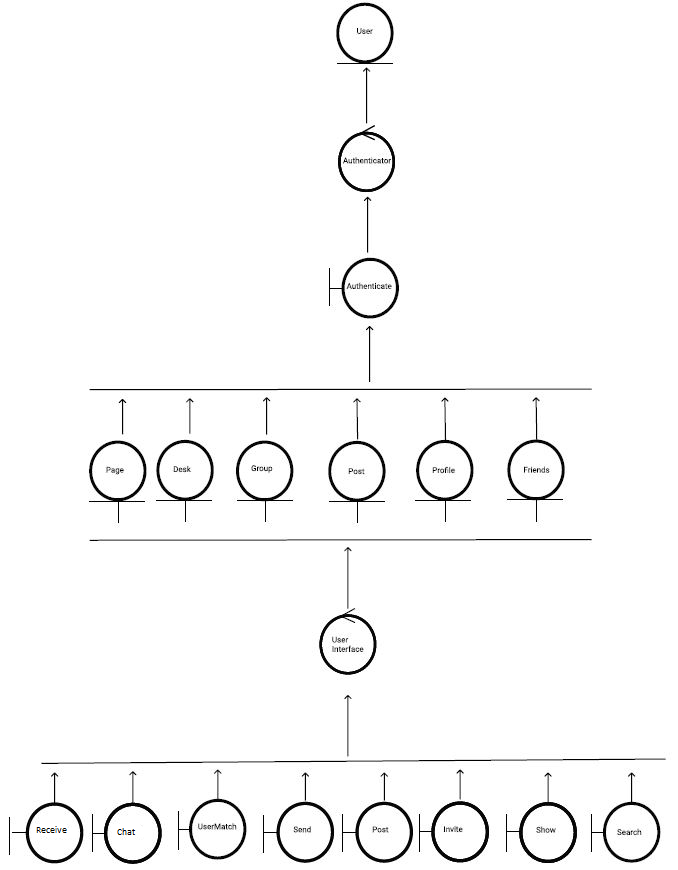 User
Authenticator
Authenticate
Page
Desk
Group
Post
Profile
Friends
User
Interface
Receive
Chat
UserMatch
Send
Post
Invite
Show
Search